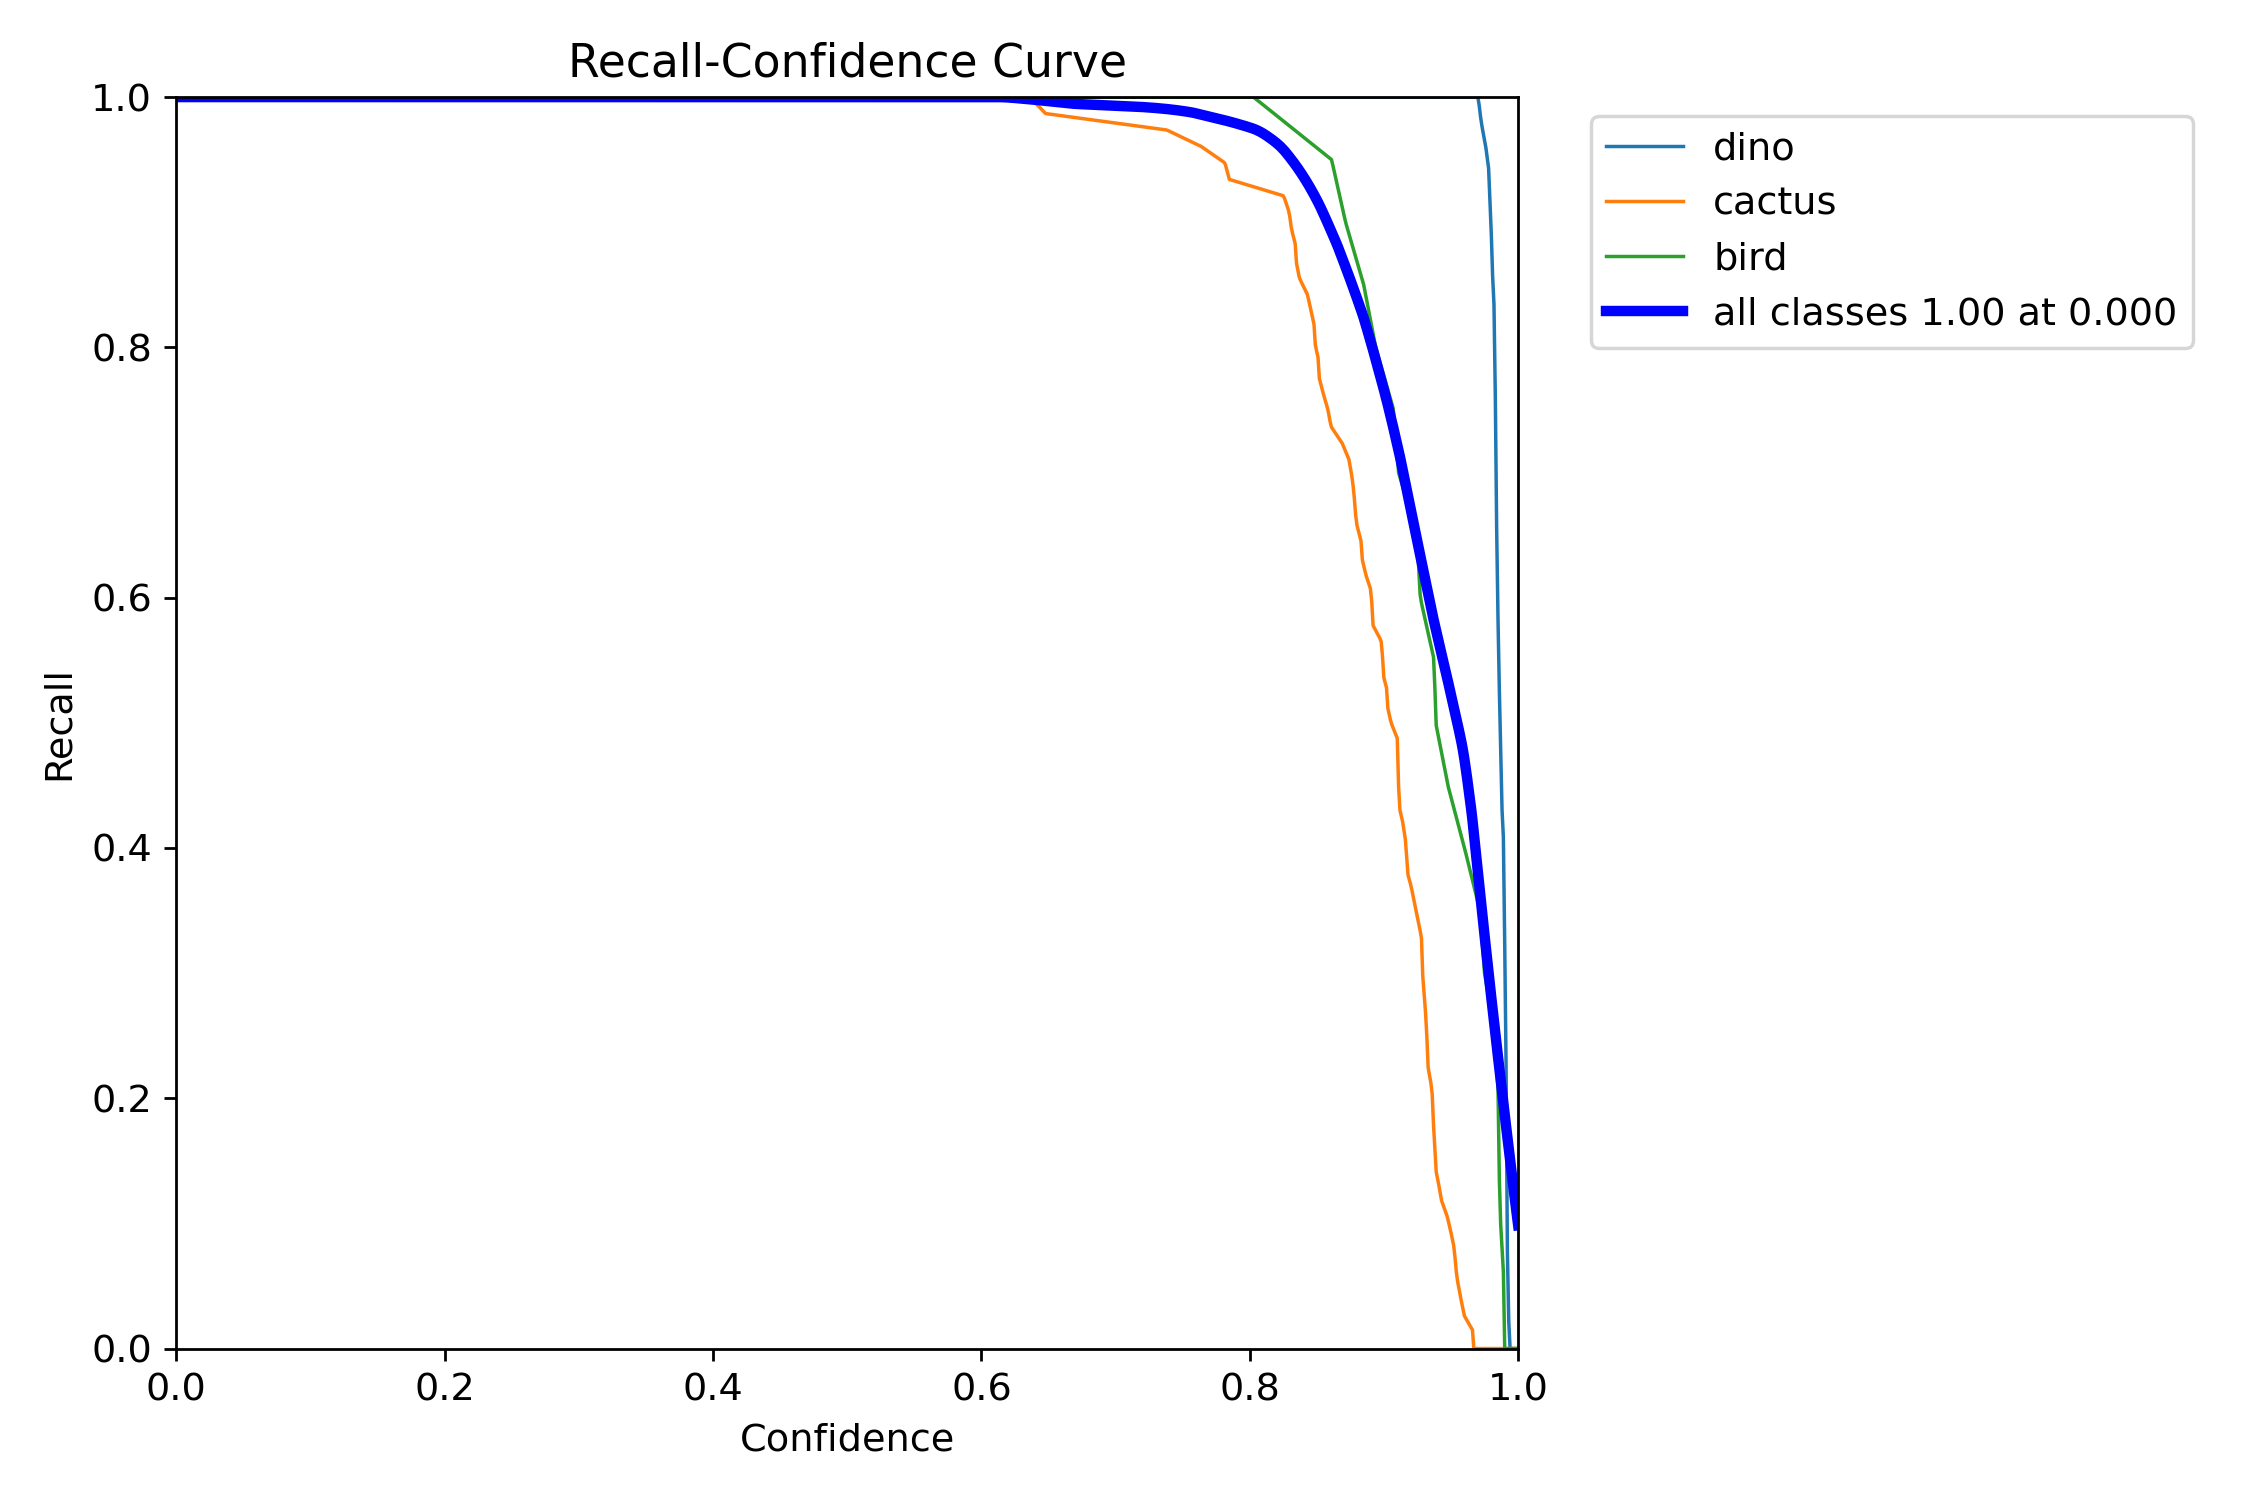 Recall-Confidence Curve
1.0
0.8
0.6
0.4
0.2
0.0
Recall
0.0 0.2 0.4 0.6 0.8 1.0
Confidence
dino
cactus
bird
all classes 1.00 at 0.000